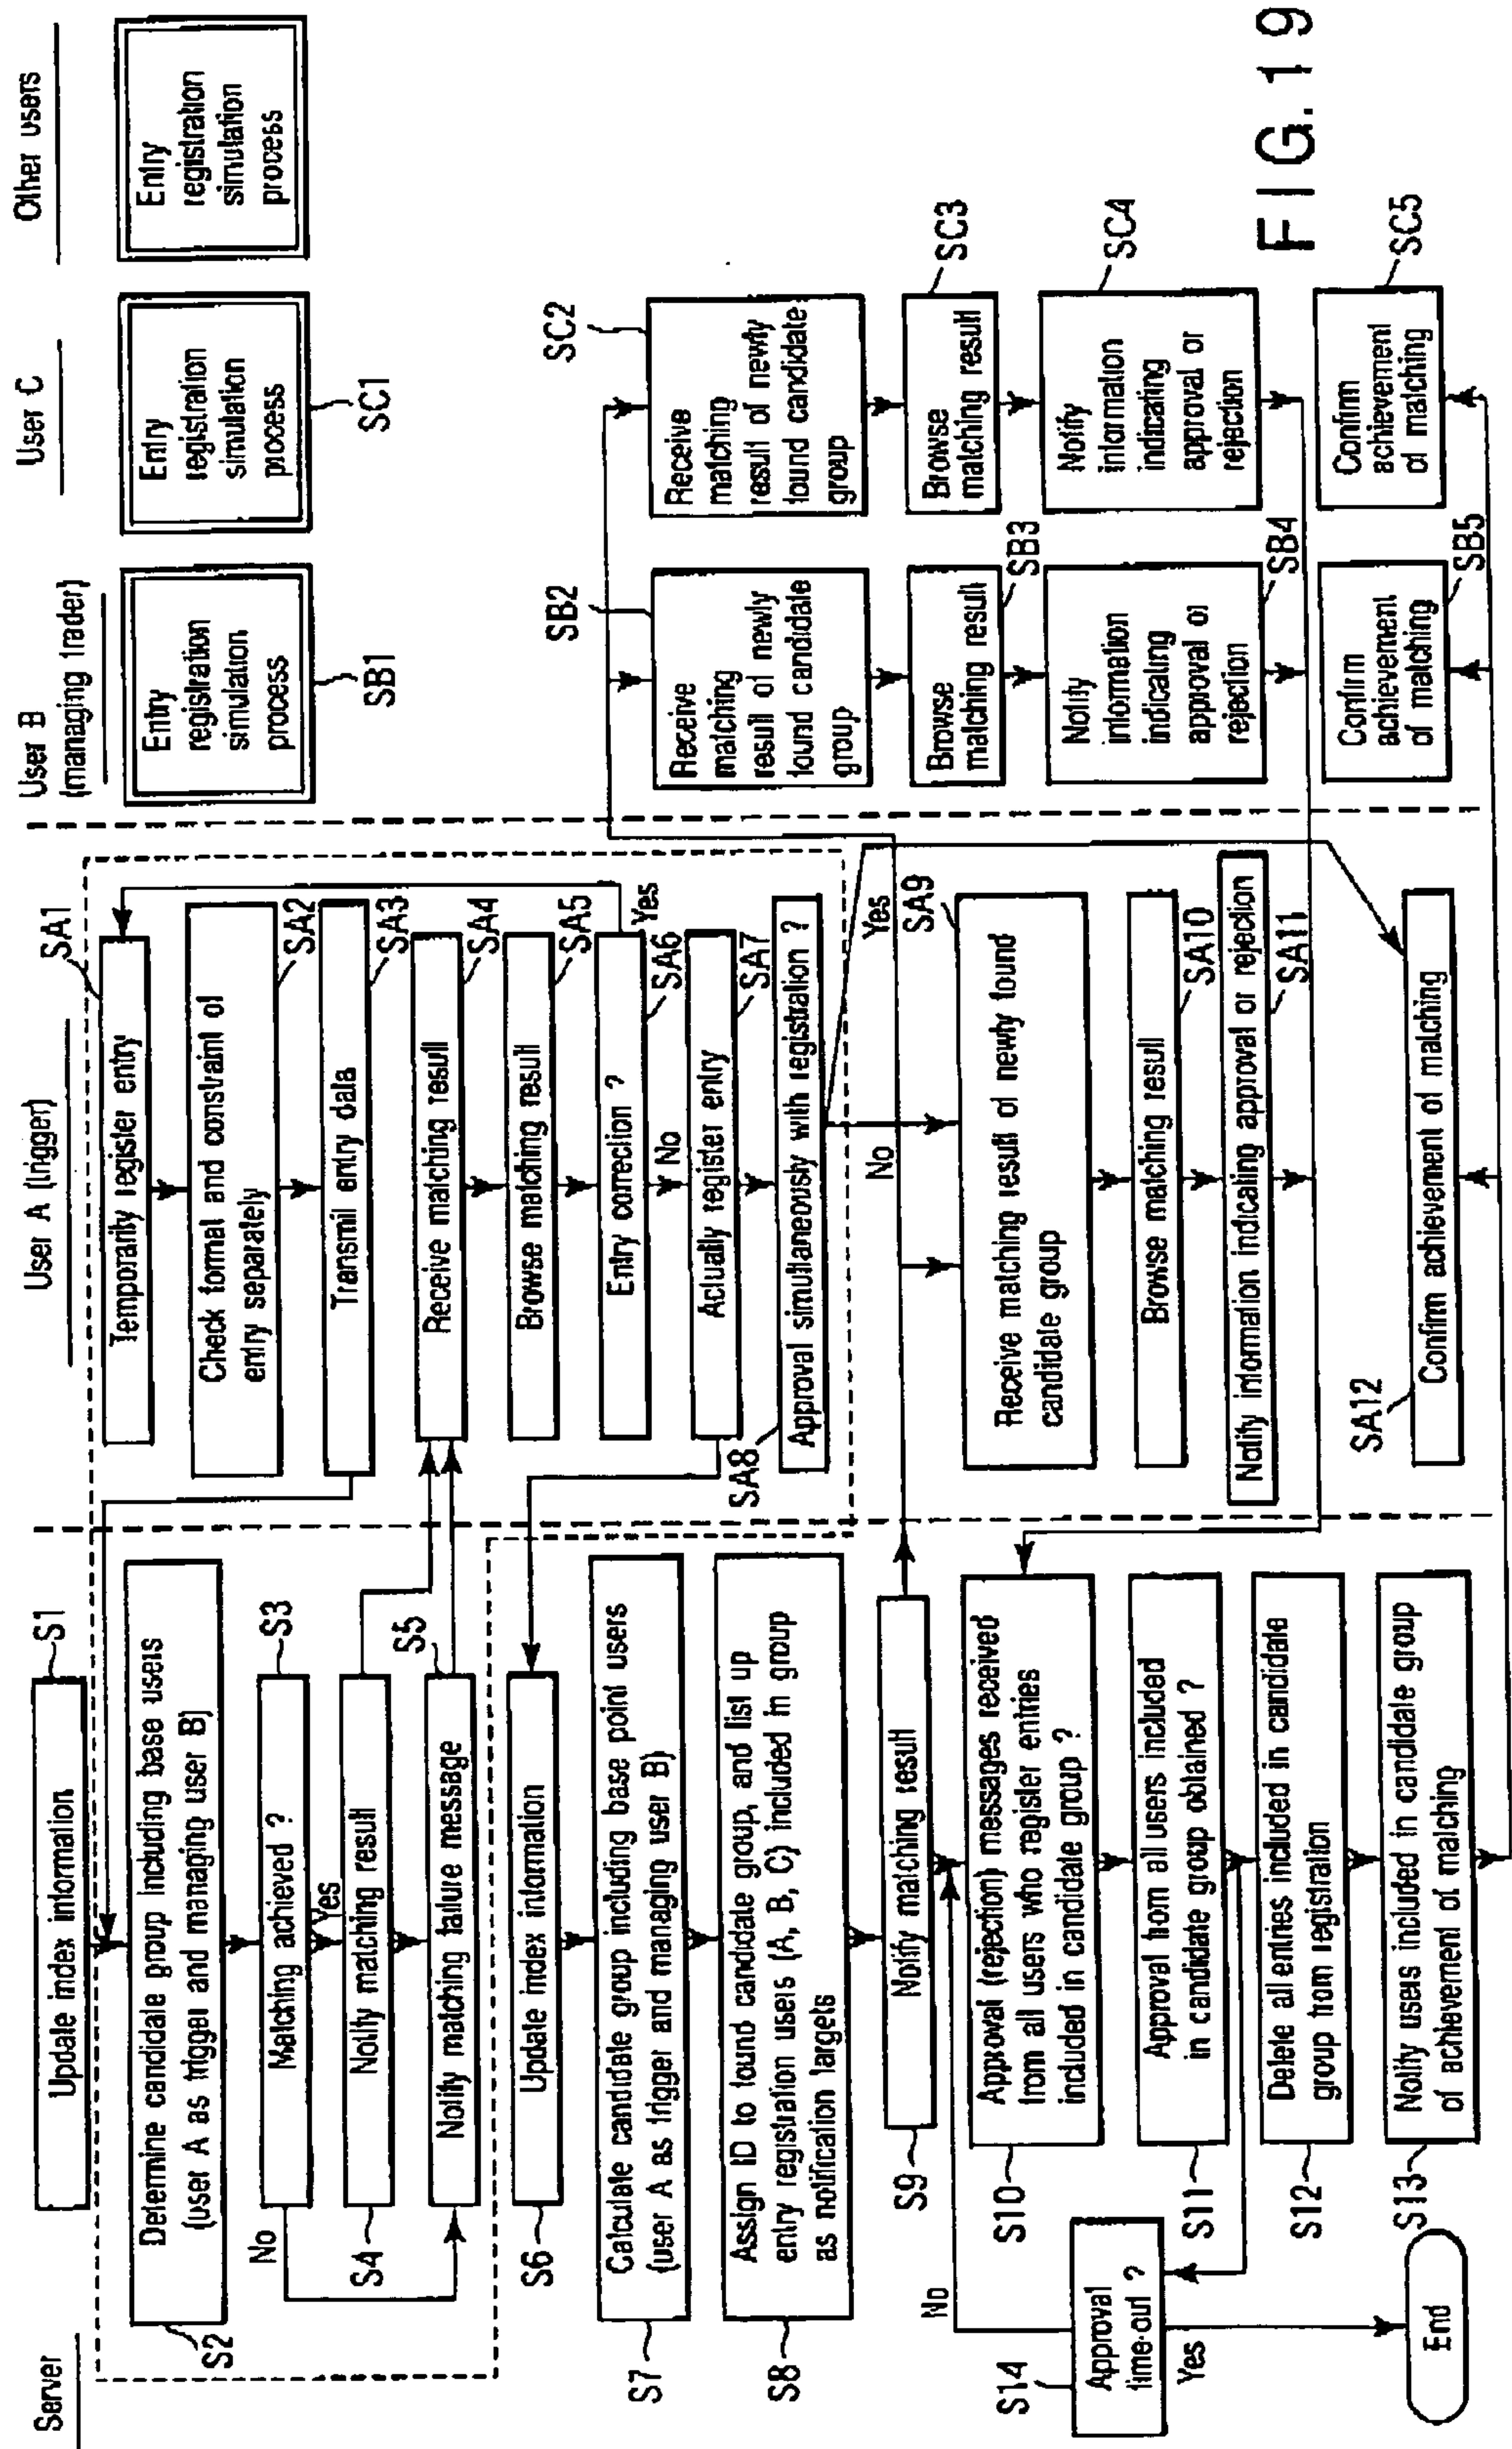 Server
Update index information
S1
Determine candidate group including base users
(user A as trigger and managing user B)
S2
Matching achieved ?
S3
No
Yes
Notify matching result
S4
S5
Notify matching failure message
Update index information
S6
Calculate candidate group including base point users
(user A as trigger and managing user B)
S7
Assign ID to found candidate group, and list up
entry registration users (A, B, C) included in group
as notification targets
S8
Notify matching result
S9
Approval (rejection) messages received
from all users who register entries
included in candidate group ?
S10
Approval from all users included
in candidate group obtained ?
S11
Delete all entries included in candidate
group from registration
S12
Notify users included in candidate group
of achievement of matching
S13
No
S14
Approval
time-out ?
Yes
End
User A (trigger)
SA1
Temporarily register entry
Check format and constraint of
entry separately
SA2
Transmit entry data
SA3
Receive matching result
SA4
Browse matching result
SA5
Entry correction ?
Yes
SA6
No
Actually register entry
SA7
SA8
Approval simultaneously with registration ?
Yes
No
SA9
Receive matching result of newly found
candidate group
Browse matching result
SA10
Notify information indicating approval or rejection
SA11
SA12
Confirm achievement of matching
User B
(managing trader)
Entry
registration
simulation
process
SB1
SB2
Receive
matching
result of newly
found candidate
group
Browse
matching result
SB3
Notify
information
indicating
approval or
rejection
SB4
Confirm
achievement
of matching
SB5
User C
Entry
registration
simulation
process
SC1
SC2
Receive
matching
result of newly
found candidate
group
Browse
matching result
SC3
Notify
information
indicating
approval or
rejection
SC4
Confirm
achievement
of matching
SC5
Other users
Entry
registration
simulation
process
FIG. 19